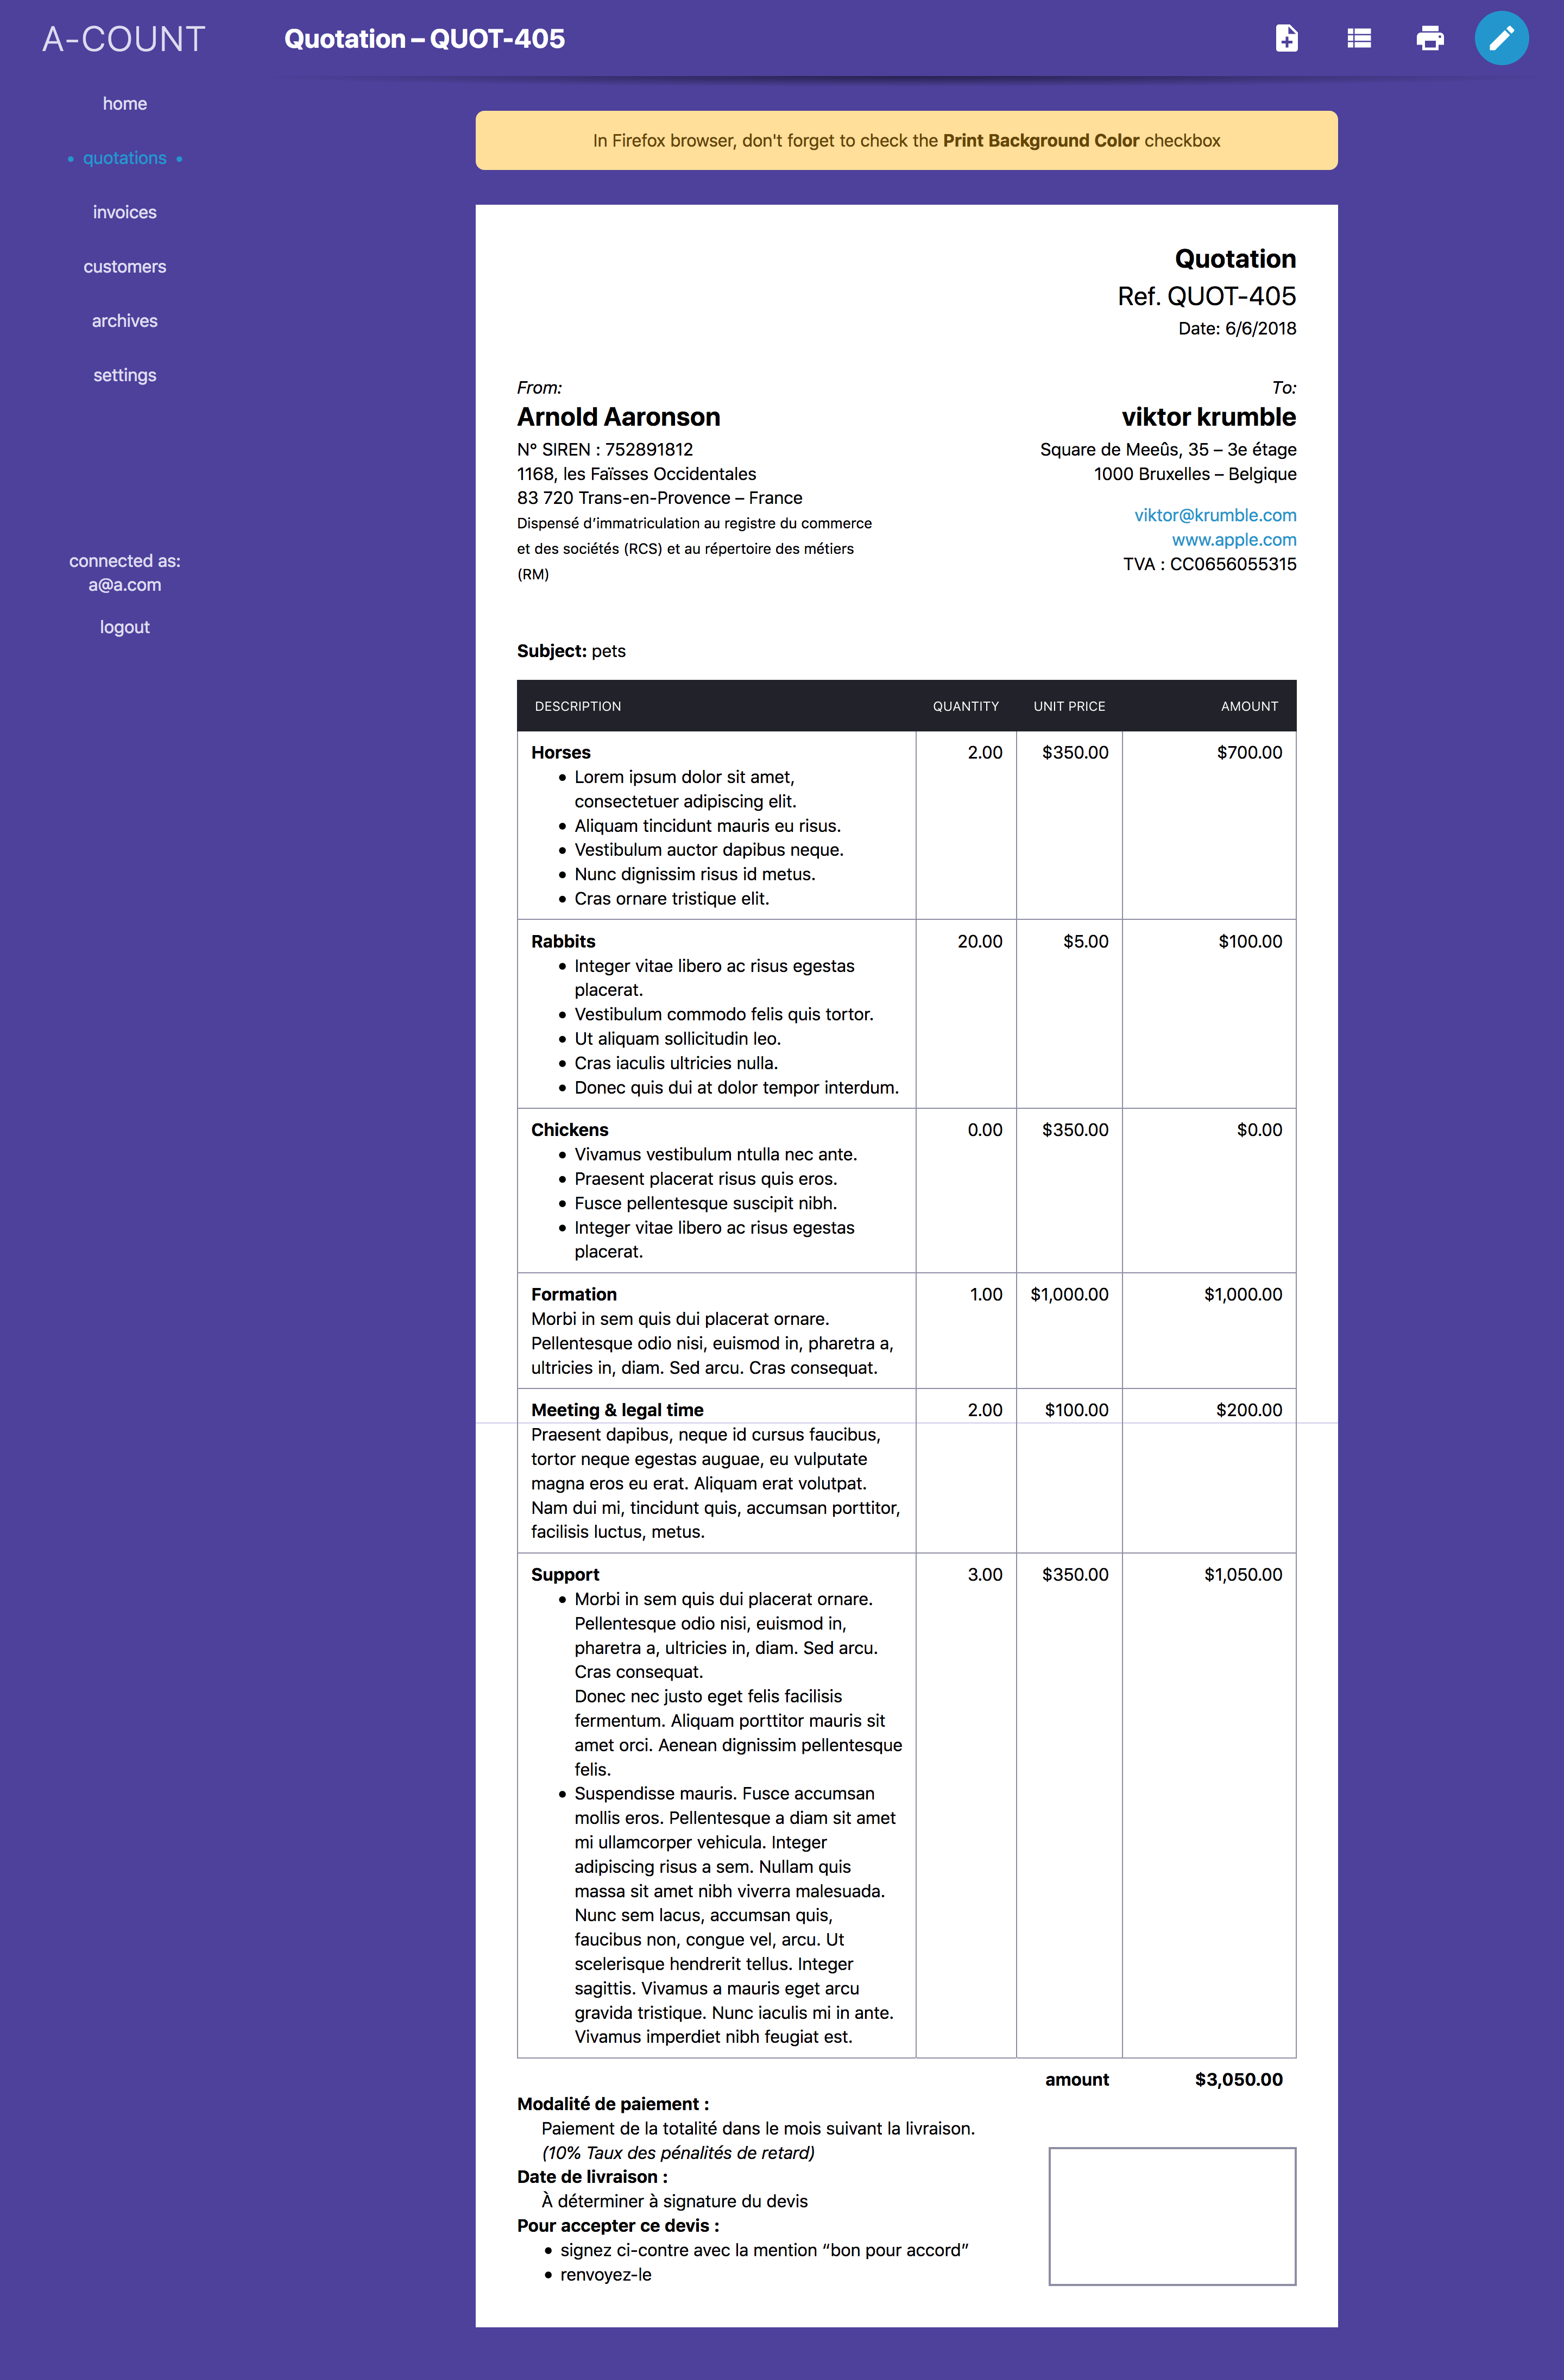 A-COUNT
Quotation – QUOT-405
home
• quotations •
invoices
customers
archives
settings
connected as:
a@a.com
logout
In Firefox browser, don't forget to check the Print Background Color checkbox
Quotation
Ref. QUOT-405
Date: 6/6/2018
From:
Arnold Aaronson
N° SIREN : 752891812
1168, les Faïsses Occidentales
83 720 Trans-en-Provence – France
Dispensé d’immatriculation au registre du commerce
et des sociétés (RCS) et au répertoire des métiers
(RM)
To:
viktor krumble
Square de Meeûs, 35 – 3e étage
1000 Bruxelles – Belgique
viktor@krumble.com
www.apple.com
TVA : CC0656055315
Subject: pets
DESCRIPTION QUANTITY UNIT PRICE AMOUNT
Horses 2.00 $350.00 $700.00
• Lorem ipsum dolor sit amet,
consectetuer adipiscing elit.
• Aliquam tincidunt mauris eu risus.
• Vestibulum auctor dapibus neque.
• Nunc dignissim risus id metus.
• Cras ornare tristique elit.
Rabbits 20.00 $5.00 $100.00
• Integer vitae libero ac risus egestas
placerat.
• Vestibulum commodo felis quis tortor.
• Ut aliquam sollicitudin leo.
• Cras iaculis ultricies nulla.
• Donec quis dui at dolor tempor interdum.
Chickens 0.00 $350.00 $0.00
• Vivamus vestibulum ntulla nec ante.
• Praesent placerat risus quis eros.
• Fusce pellentesque suscipit nibh.
• Integer vitae libero ac risus egestas
placerat.
Formation 1.00 $1,000.00 $1,000.00
Morbi in sem quis dui placerat ornare.
Pellentesque odio nisi, euismod in, pharetra a,
ultricies in, diam. Sed arcu. Cras consequat.
Meeting & legal time 2.00 $100.00 $200.00
Praesent dapibus, neque id cursus faucibus,
tortor neque egestas auguae, eu vulputate
magna eros eu erat. Aliquam erat volutpat.
Nam dui mi, tincidunt quis, accumsan porttitor,
facilisis luctus, metus.
Support 3.00 $350.00 $1,050.00
• Morbi in sem quis dui placerat ornare.
Pellentesque odio nisi, euismod in,
pharetra a, ultricies in, diam. Sed arcu.
Cras consequat.
Donec nec justo eget felis facilisis
fermentum. Aliquam porttitor mauris sit
amet orci. Aenean dignissim pellentesque
felis.
• Suspendisse mauris. Fusce accumsan
mollis eros. Pellentesque a diam sit amet
mi ullamcorper vehicula. Integer
adipiscing risus a sem. Nullam quis
massa sit amet nibh viverra malesuada.
Nunc sem lacus, accumsan quis,
faucibus non, congue vel, arcu. Ut
scelerisque hendrerit tellus. Integer
sagittis. Vivamus a mauris eget arcu
gravida tristique. Nunc iaculis mi in ante.
Vivamus imperdiet nibh feugiat est.
amount $3,050.00
Modalité de paiement :
Paiement de la totalité dans le mois suivant la livraison.
(10% Taux des pénalités de retard)
Date de livraison :
À déterminer à signature du devis
Pour accepter ce devis :
• signez ci-contre avec la mention “bon pour accord”
• renvoyez-le